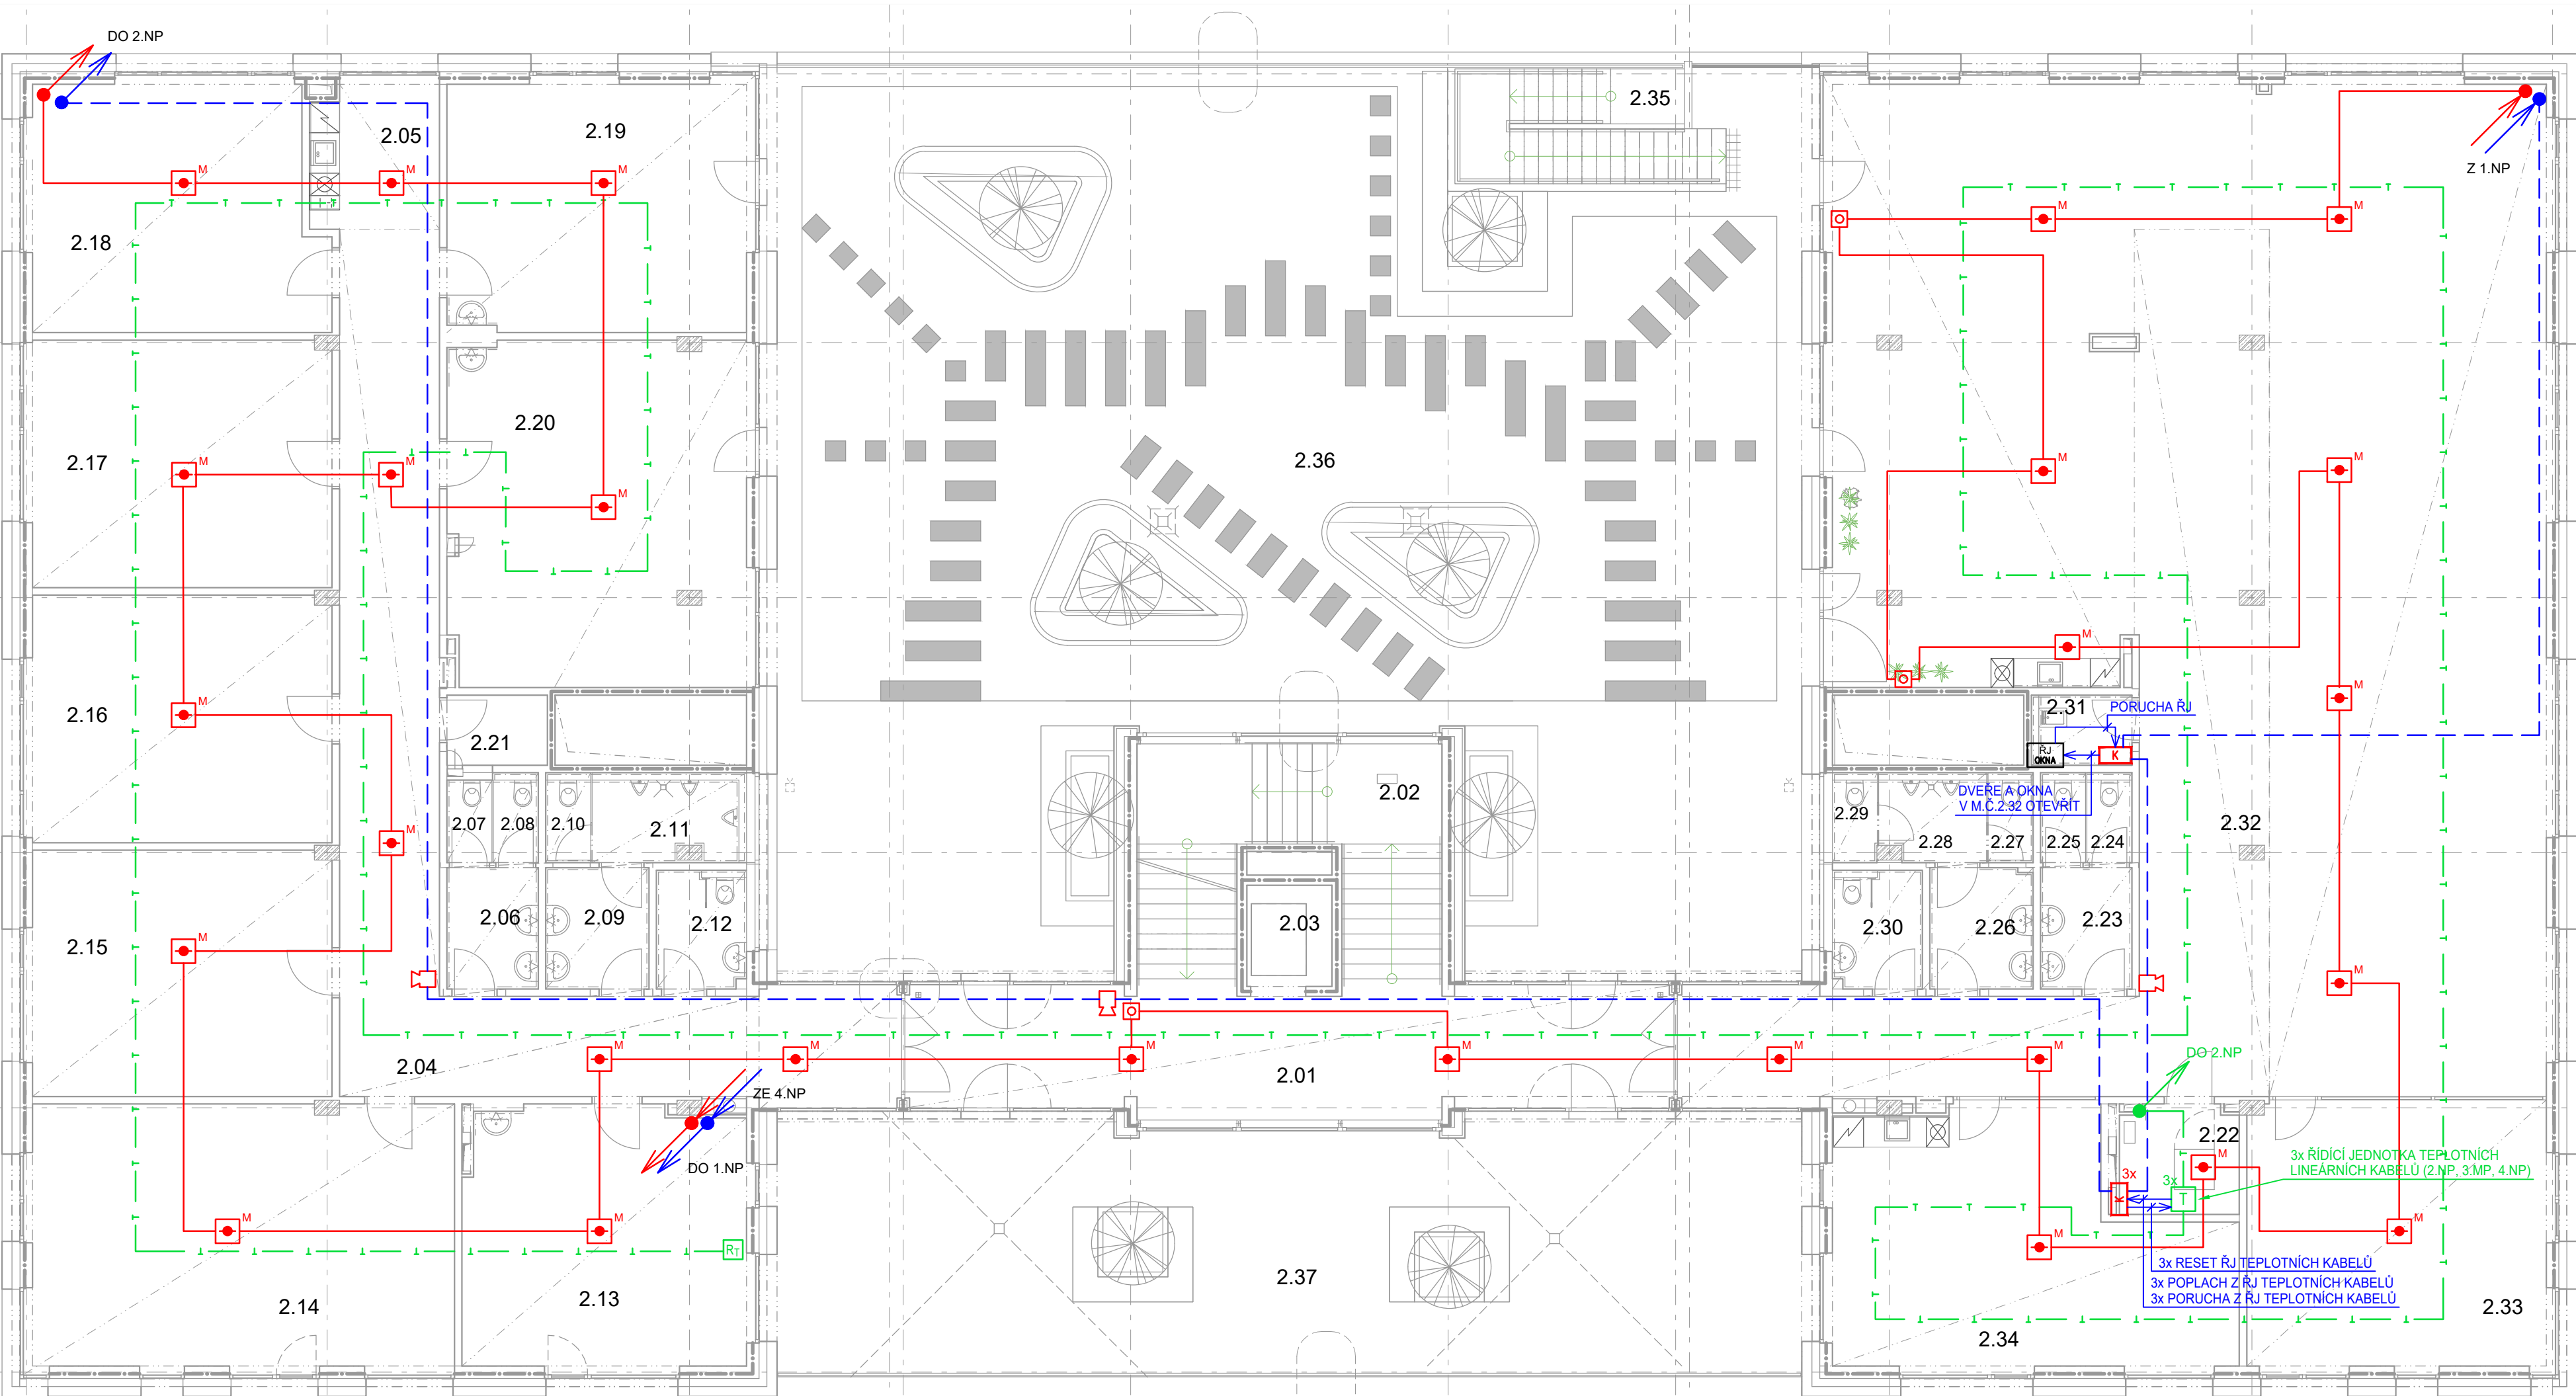 DO 2.NP
2.05
2.19
2.35
Z 1.NP
M
M
M
M
M
2.18
2.20
2.36
2.17
M
M
M
M
M
M
2.16
M
M
2.31
PORUCHA ŘJ
2.21
ŘJ
OKNA
K
2.02
DVEŘE A OKNA
V M.Č.2.32 OTEVŘÍT
2.07
2.08
2.10
2.11
2.29
2.28
2.27
2.25
2.24
2.32
M
2.15
M
2.06
2.09
2.12
2.03
2.30
2.26
2.23
M
2.04
M
M
M
2.01
M
M
M
DO 2.NP
ZE 4.NP
DO 1.NP
2.22
M
3x ŘÍDÍCÍ JEDNOTKA TEPLOTNÍCH
LINEÁRNÍCH KABELŮ (2.NP, 3.MP, 4.NP)
3x
3x
K
T
M
M
M
M
RT
3x RESET ŘJ TEPLOTNÍCH KABELŮ
3x POPLACH Z ŘJ TEPLOTNÍCH KABELŮ
3x PORUCHA Z ŘJ TEPLOTNÍCH KABELŮ
2.14
2.13
2.37
2.34
2.33